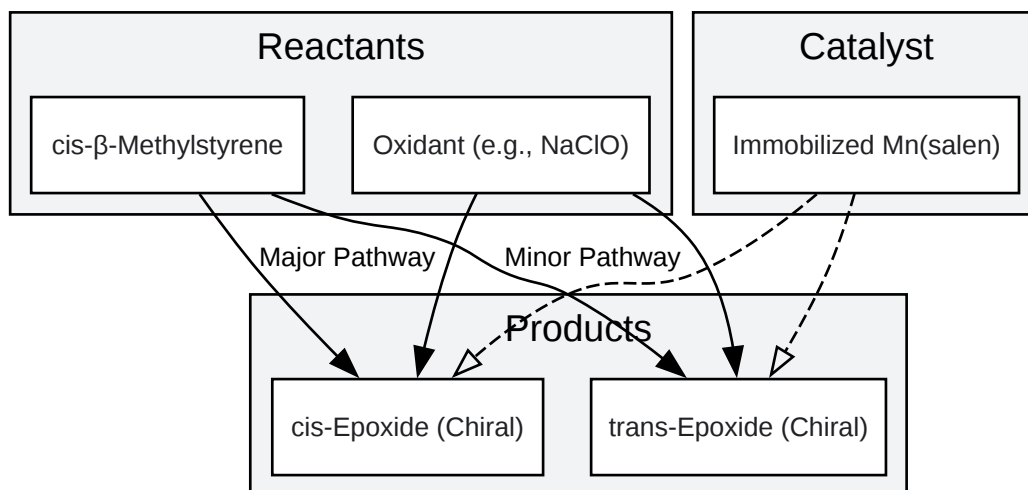 Reactants
Catalyst
cis-β-Methylstyrene
Oxidant (e.g., NaClO)
Immobilized Mn(salen)
Major Pathway
Minor Pathway
Products
cis-Epoxide (Chiral)
trans-Epoxide (Chiral)